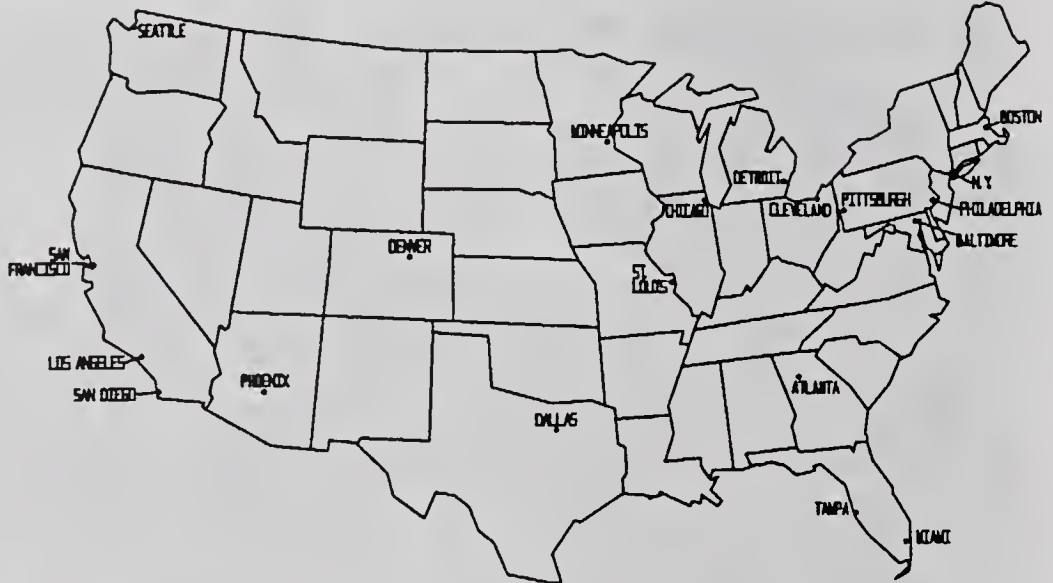 SEATTLE
BOSTON
MINNEAPOLIS
DETROIT
N.Y.
CHICAGO
CLEVELAND
PITTSBURGH
PHILADELPHIA
BALTIMORE
DENVER
SAN
FRANCISCO
ST.
LOUIS
LOS ANGELES
SAN DIEGO
PHOENIX
ATLANTA
DALLAS
TAMPA
MIAMI